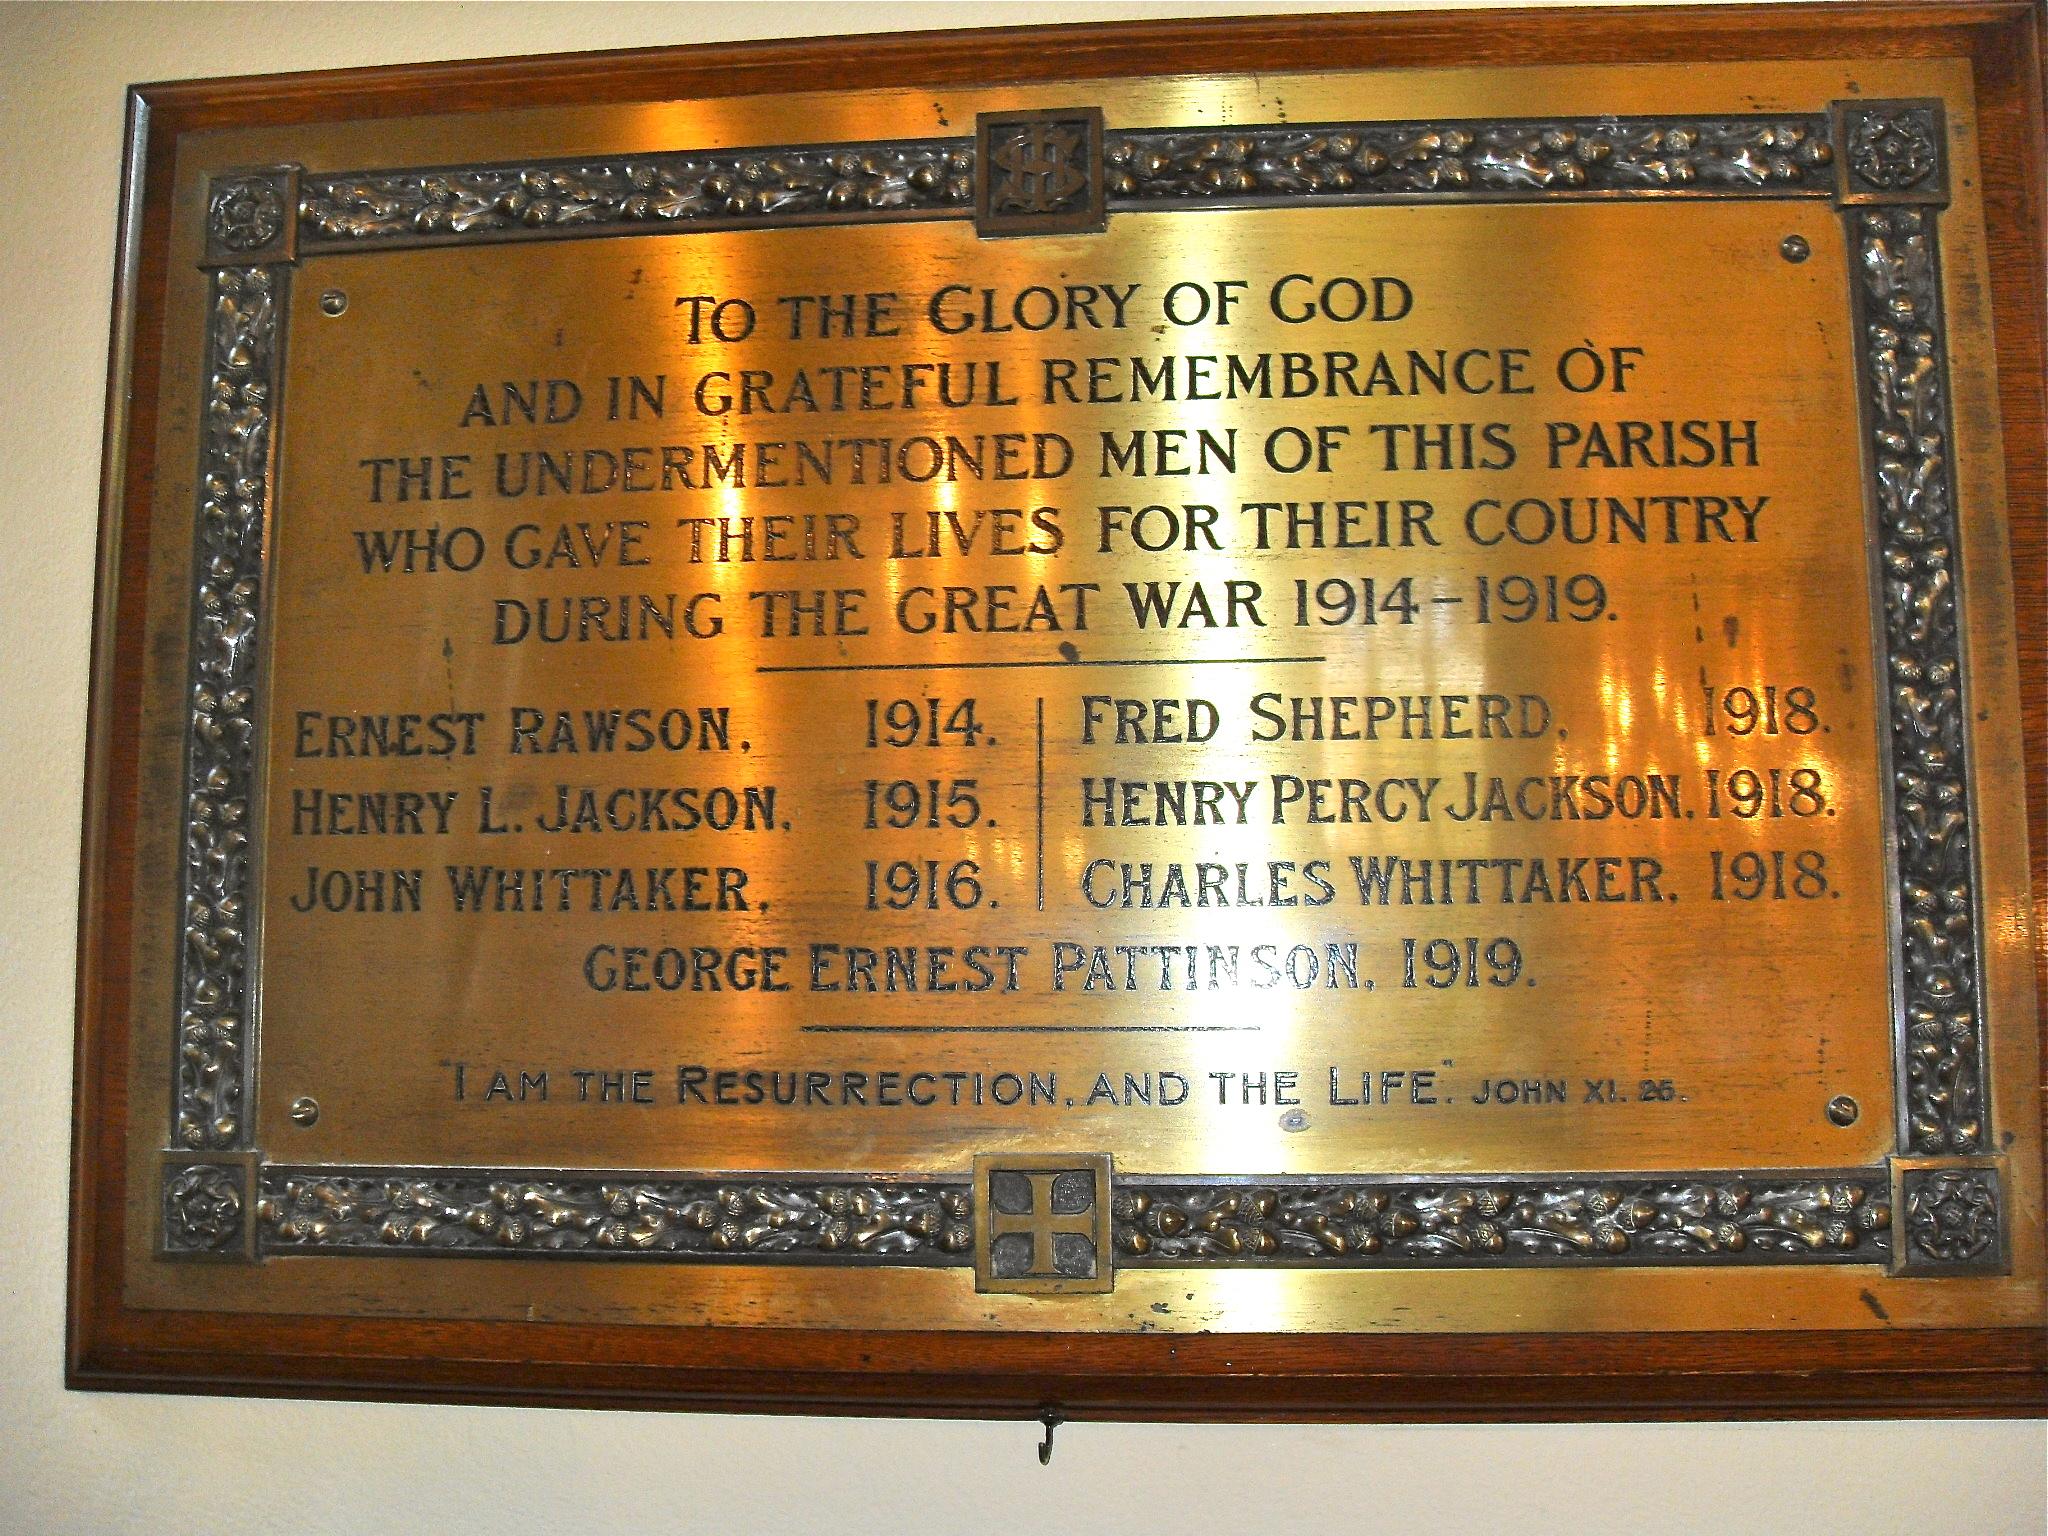 IHS
TO THE GLORY OF GOD
AND IN GRATEFUL REMEMBRANCE OF
THE UNDERMENTIONED MEN OF THIS PARISH
WHO GAVE THEIR LIVES FOR THEIR COUNTRY
DURING THE GREAT WAR 1914-1919.
ERNEST RAWSON. 1914. FRED SHEPHERD. 1918.
HENRY L. JACKSON. 1915. HENRY PERCY JACKSON. 1918.
JOHN WHITTAKER. 1916. CHARLES WHITTAKER. 1918.
GEORGE ERNEST PATTINSON, 1919.
"I AM THE RESURRECTION, AND THE LIFE". JOHN XI. 25.